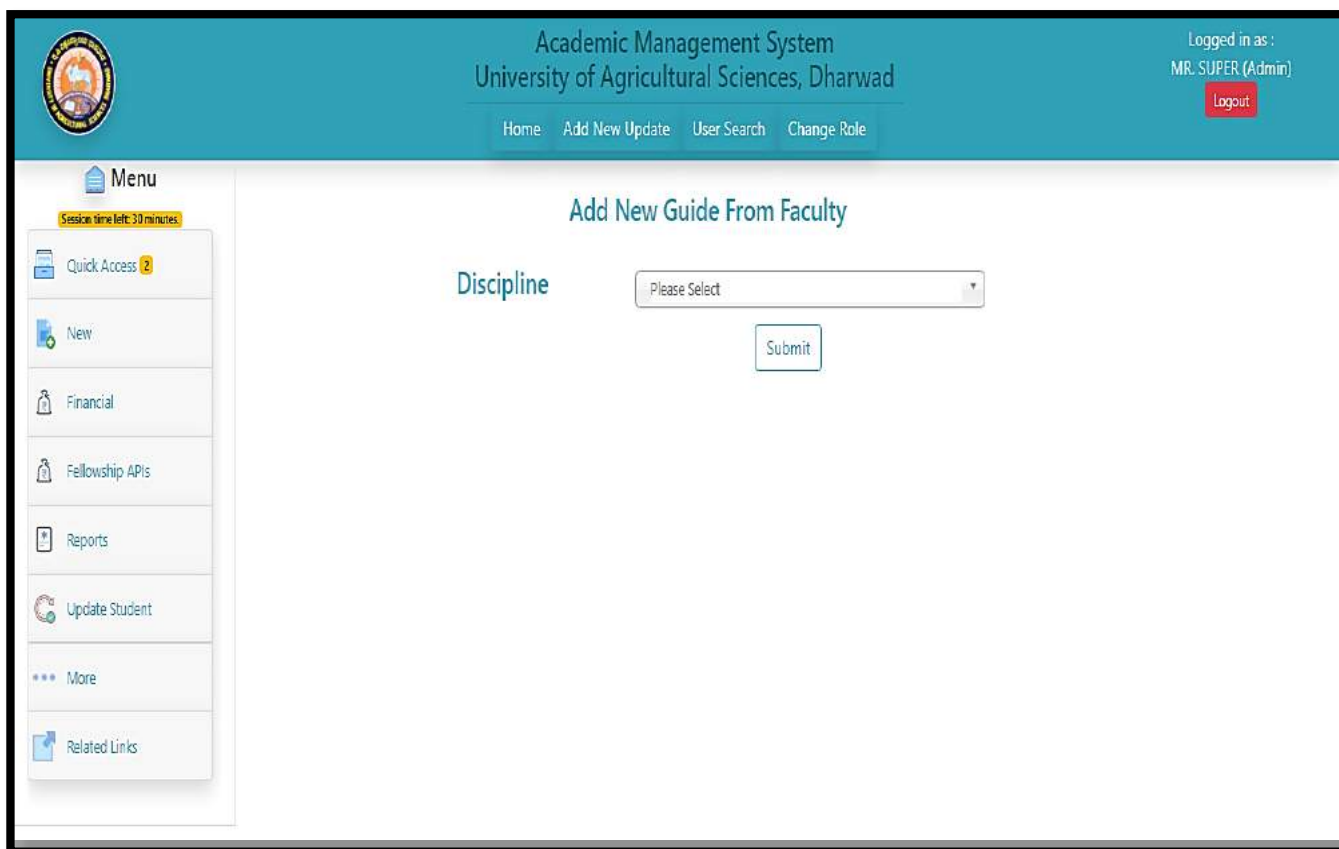 Academic Management System
University of Agricultural Sciences, Dharwad
Home Add New Update User Search Change Role
Logged in as :
MR. SUPER (Admin)
Logout
Menu
Session time left: 30 minutes.
Quick Access 2
New
Financial
Fellowship APIs
Reports
Update Student
More
Related Links
Add New Guide From Faculty
Discipline Please Select
Submit